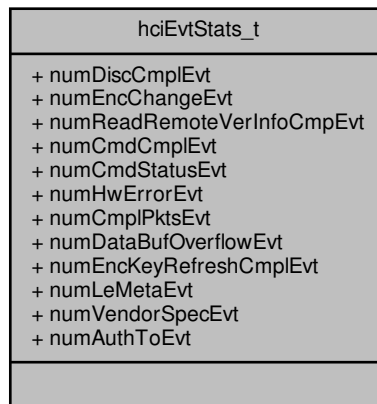 hciEvtStats_t
+ numDiscCmplEvt
+ numEncChangeEvt
+ numReadRemoteVerInfoCmpEvt
+ numCmdCmplEvt
+ numCmdStatusEvt
+ numHwErrorEvt
+ numCmplPktsEvt
+ numDataBufOverflowEvt
+ numEncKeyRefreshCmplEvt
+ numLeMetaEvt
+ numVendorSpecEvt
+ numAuthToEvt